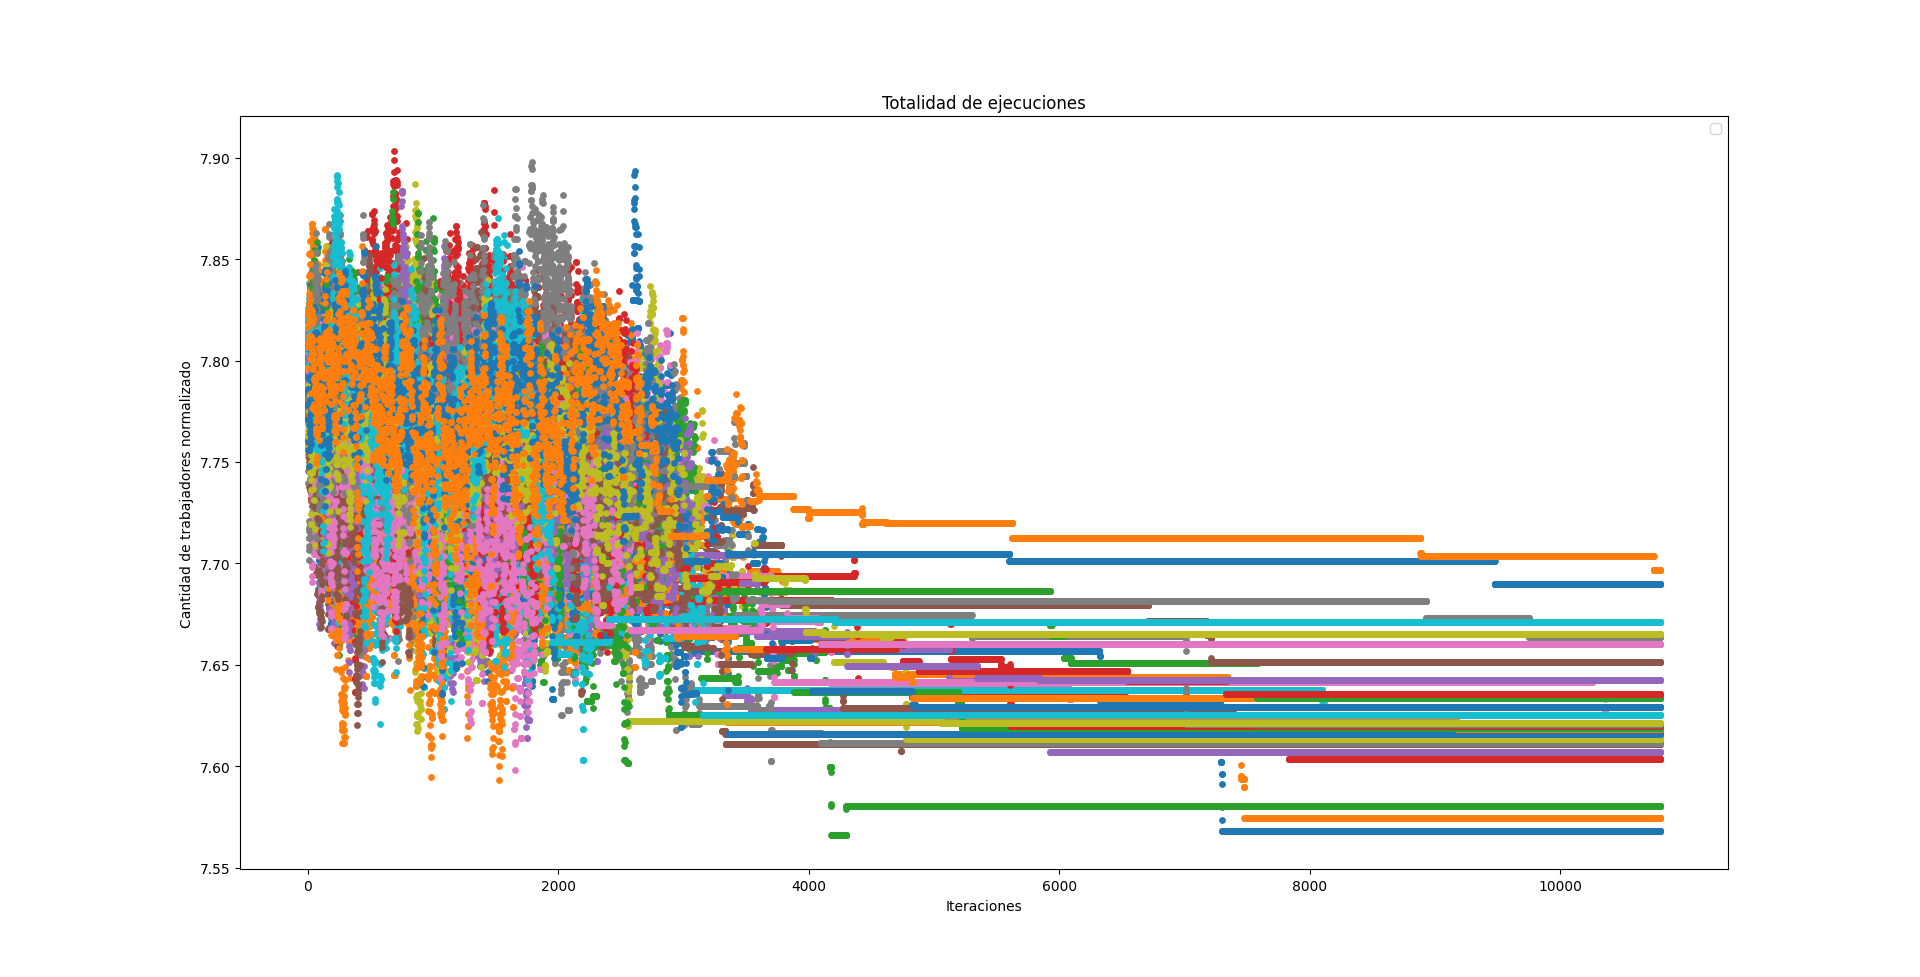 Totalidad de ejecuciones
Cantidad de trabajadores normalizado
7.90
7.85
7.80
7.75
7.70
7.65
7.60
7.55
0 2000 4000 6000 8000 10000
Iteraciones